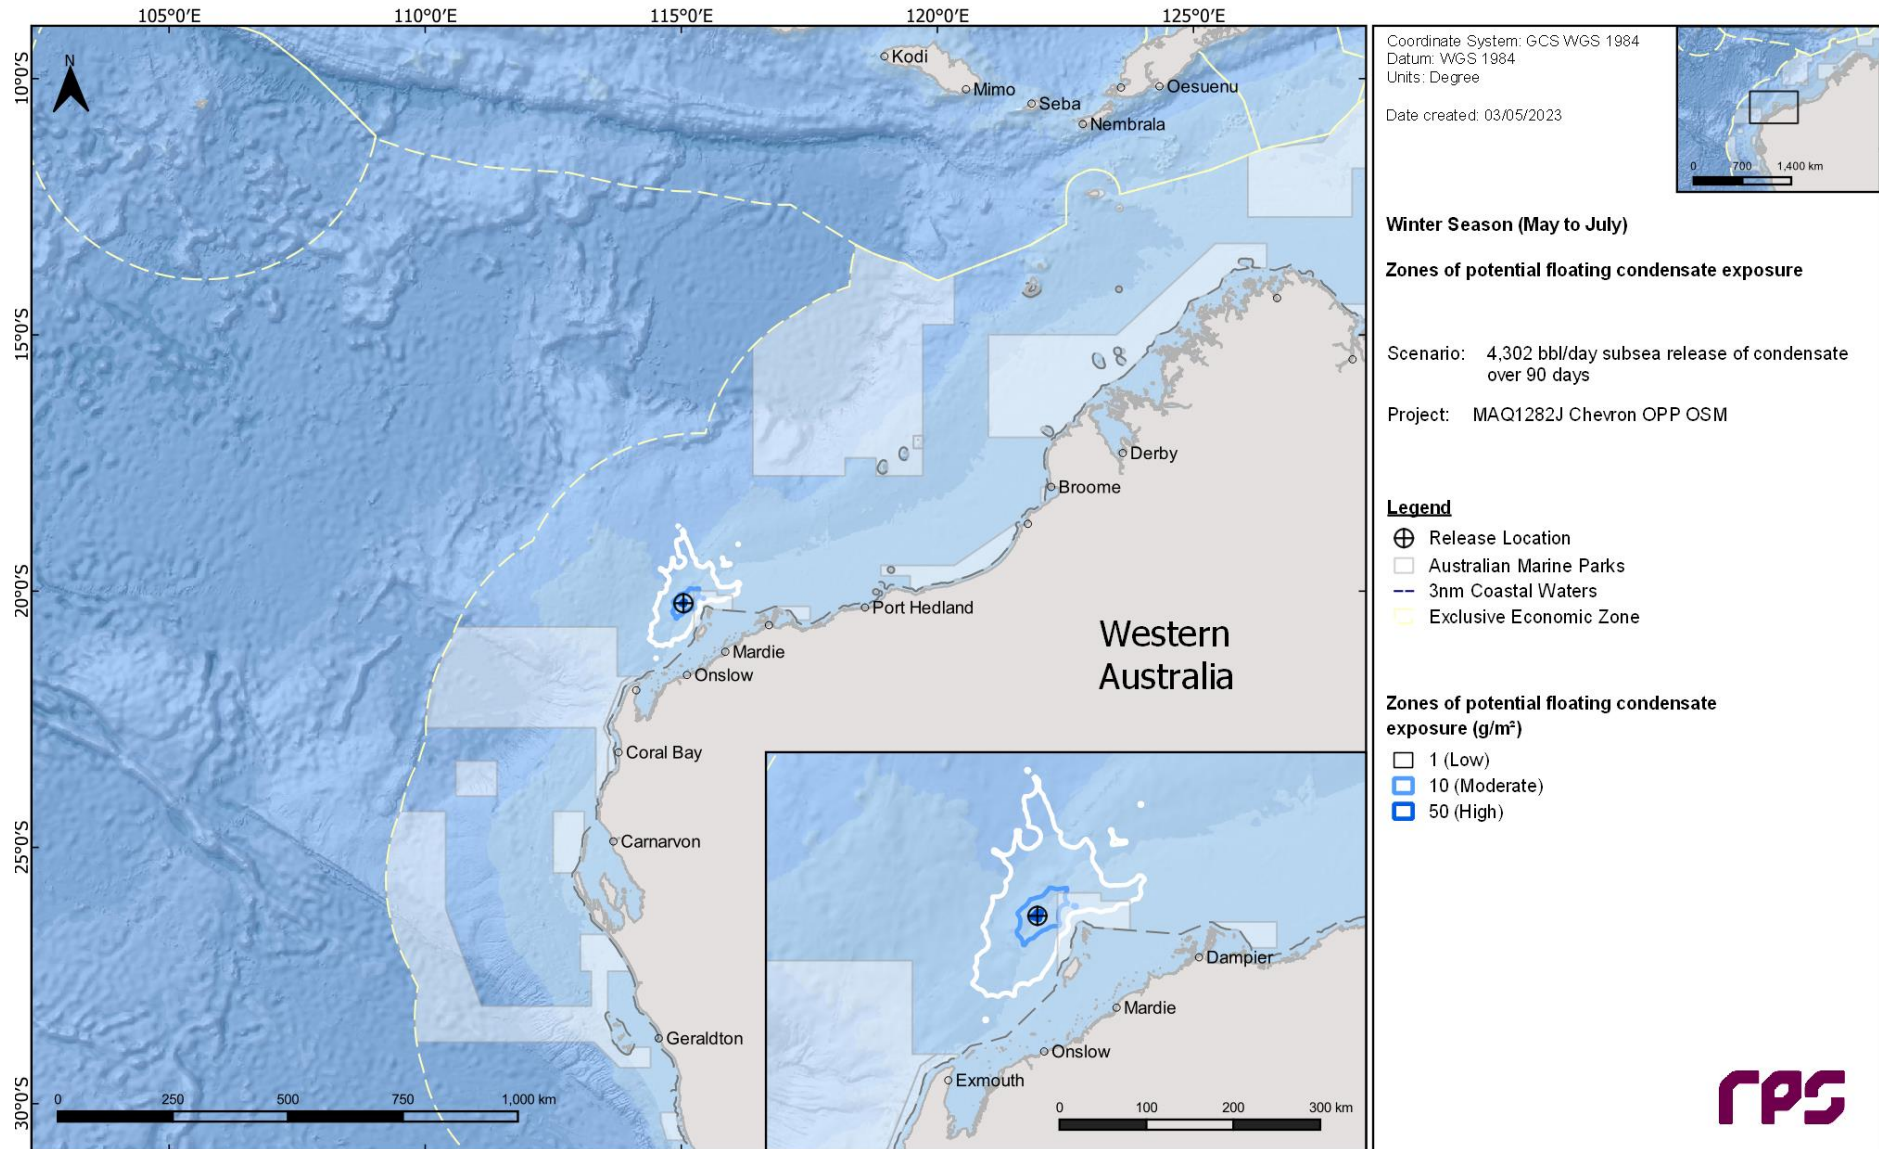 105°0'E
110°0'E
115°0'E
120°0'E
125°0'E
10°0'S
15°0'S
20°0'S
25°0'S
30°0'S
N
Kodi
Mimo
Seba
Oesuenu
Nembrala
Derby
Broome
Port Hedland
Mardie
Onslow
Western
Australia
Coral Bay
Carnarvon
Geraldton
0 250 500 750 1,000 km
Dampier
Mardie
Onslow
Exmouth
0 100 200 300 km
Coordinate System: GCS WGS 1984
Datum: WGS 1984
Units: Degree
Date created: 03/05/2023
0 700 1,400 km
Winter Season (May to July)
Zones of potential floating condensate exposure
Scenario: 4,302 bbl/day subsea release of condensate
over 90 days
Project: MAQ1282J Chevron OPP OSM
Legend
Release Location
Australian Marine Parks
3nm Coastal Waters
Exclusive Economic Zone
Zones of potential floating condensate
exposure (g/m²)
1 (Low)
10 (Moderate)
50 (High)
rps